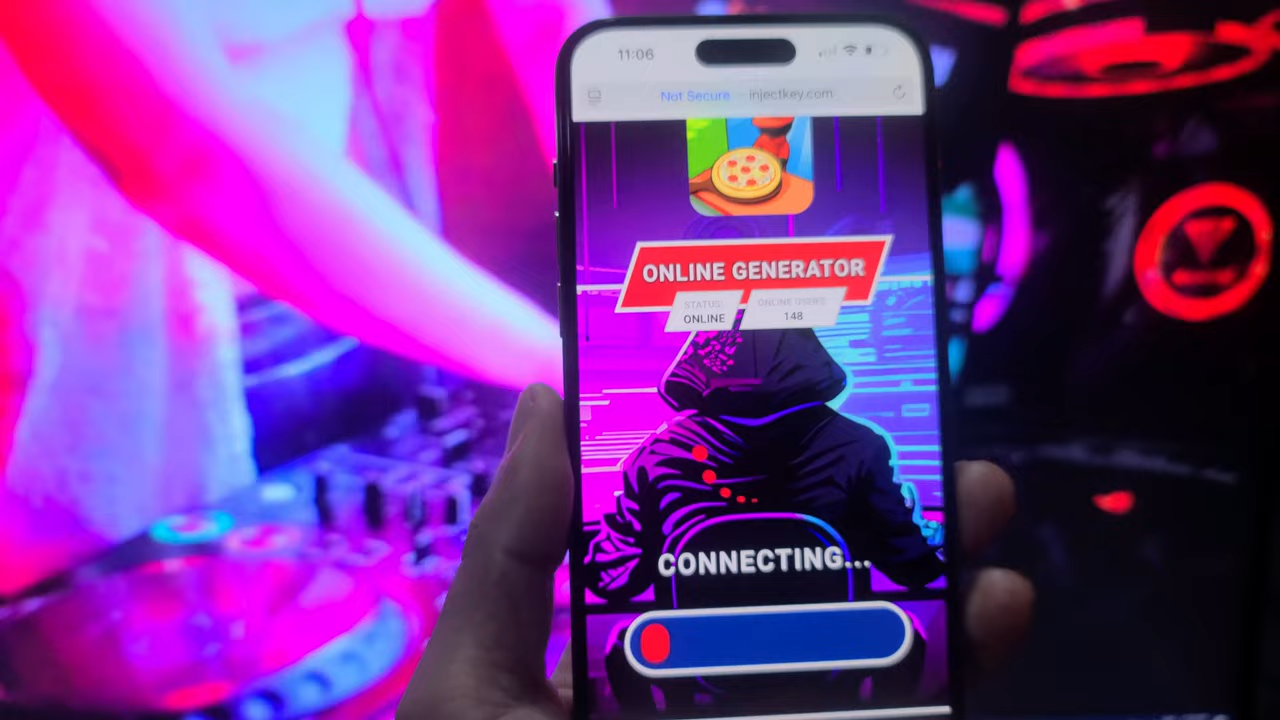 11:06
Not Secure — injectkey.com
ONLINE GENERATOR
STATUS:
ONLINE
ONLINE USERS:
148
CONNECTING...